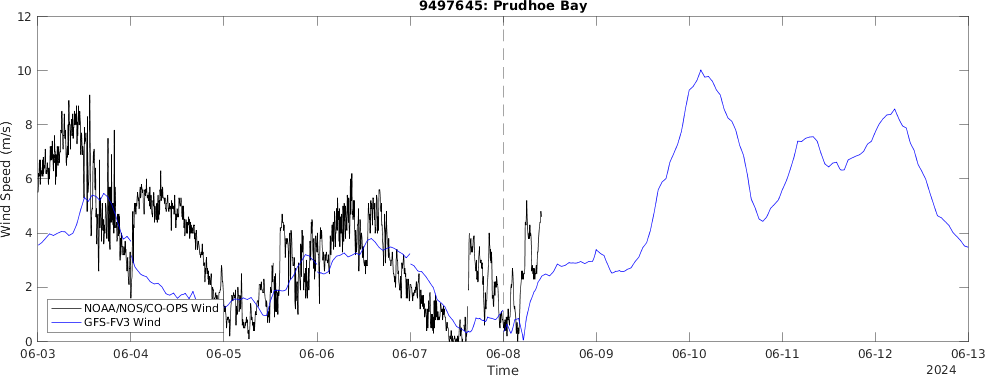 9497645: Prudhoe Bay
12
10
8
6
4
2
0
Wind Speed (m/s)
NOAA/NOS/CO-OPS Wind
GFS-FV3 Wind
06-03 06-04 06-05 06-06 06-07 06-08 06-09 06-10 06-11 06-12 06-13
Time
2024